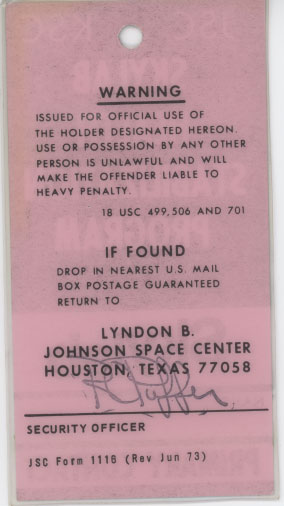 WARNING
ISSUED FOR OFFICIAL USE OF
THE HOLDER DESIGNATED HEREON.
USE OR POSSESSION BY ANY OTHER
PERSON IS UNLAWFUL AND WILL
MAKE THE OFFENDER LIABLE TO
HEAVY PENALTY.
18 USC 499,506 AND 701
IF FOUND
DROP IN NEAREST U.S. MAIL
BOX POSTAGE GUARANTEED
RETURN TO
LYNDON B.
JOHNSON SPACE CENTER
HOUSTON, TEXAS 77058
SECURITY OFFICER
JSC Form 1116 (Rev Jun 73)